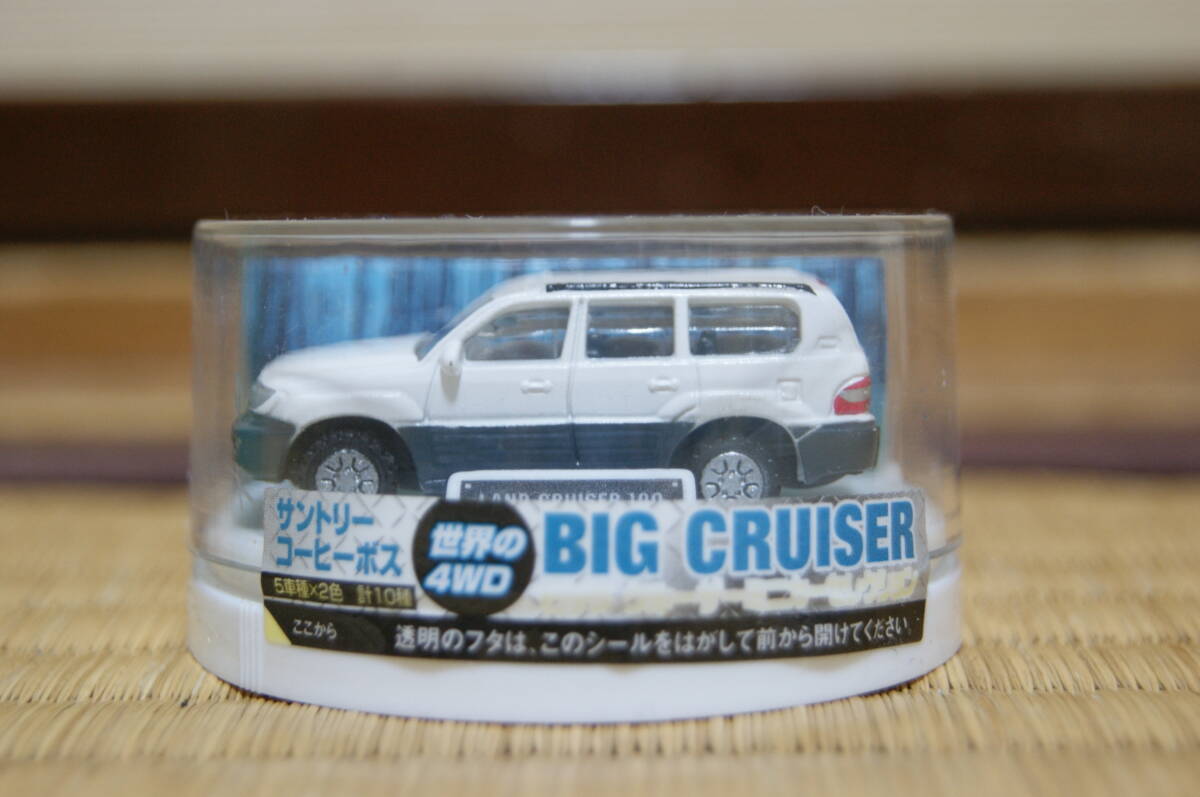 LAND CRUISER 100
サントリー
コーヒーボス
世界の
4WD
BIG CRUISER
5車種×2色 計10種
ここから
透明のフタは、このシールをはがして前から開けてください。